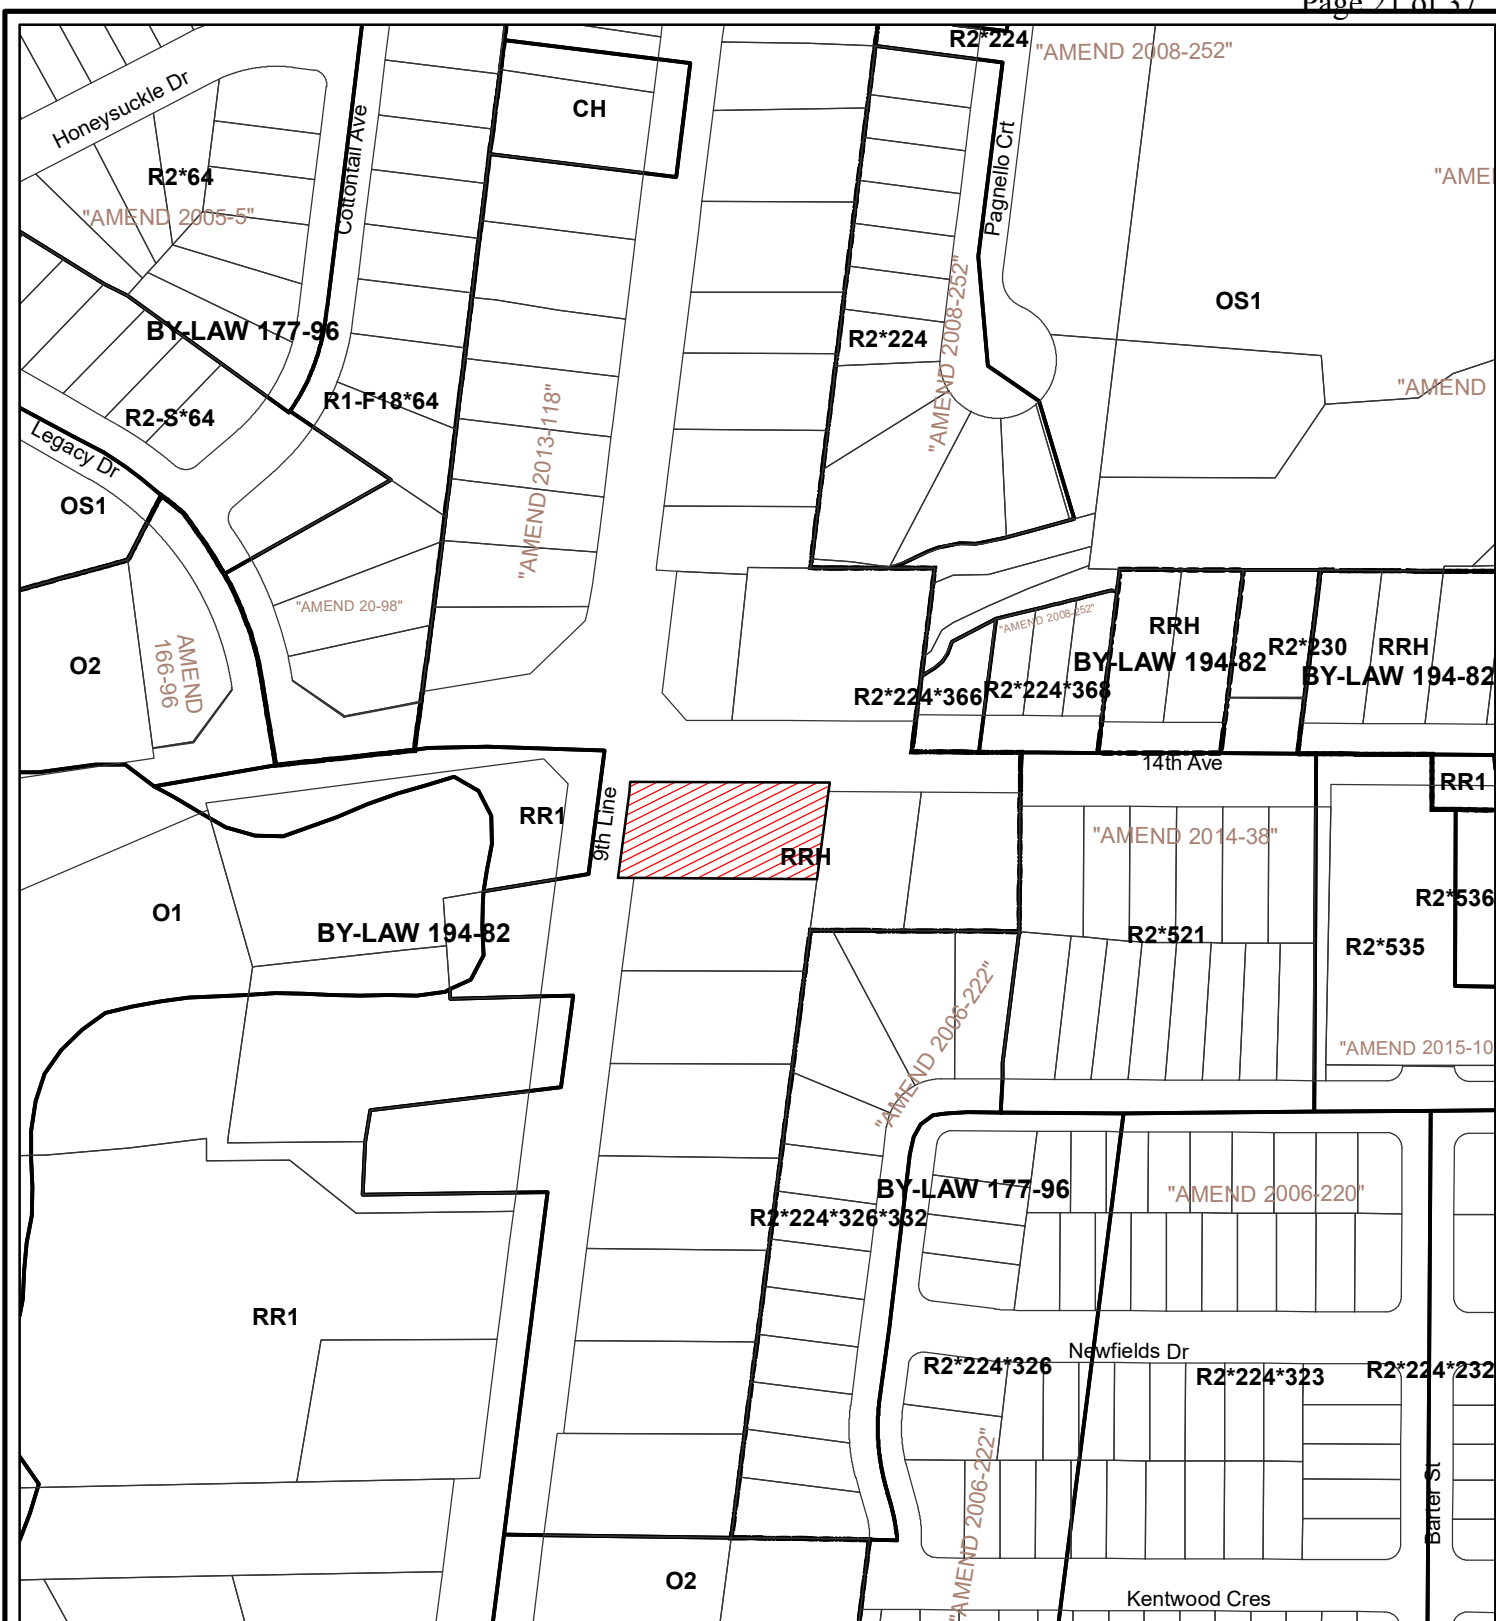 Page 21 of 37
R2*224
"AMEND 2008-252"
Honeysuckle Dr
CH
Cottontail Ave
Pagnello Crt
R2*64
"AMEND 2005-5"
"AME
OS1
BY-LAW 177-96
R2*224
"AMEND 2008-252"
"AMEND
R1-F18*64
R2-S*64
Legacy Dr
"AMEND 2013-118"
OS1
"AMEND 20-98"
"AMEND 2008-252"
RRH
BY-LAW 194-82
R2*230
RRH
BY-LAW 194-82
O2
AMEND
166-96
R2*224*366
R2*224*368
14th Ave
RR1
RR1
9th Line
RRH
"AMEND 2014-38"
R2*536
O1
BY-LAW 194-82
R2*521
R2*535
"AMEND 2006-222"
"AMEND 2015-10
BY-LAW 177-96
"AMEND 2006-220"
R2*224*326*332
RR1
Newfields Dr
R2*224*326
R2*224*323
R2*224*232
"AMEND 2006-222"
Barter St
O2
Kentwood Cres